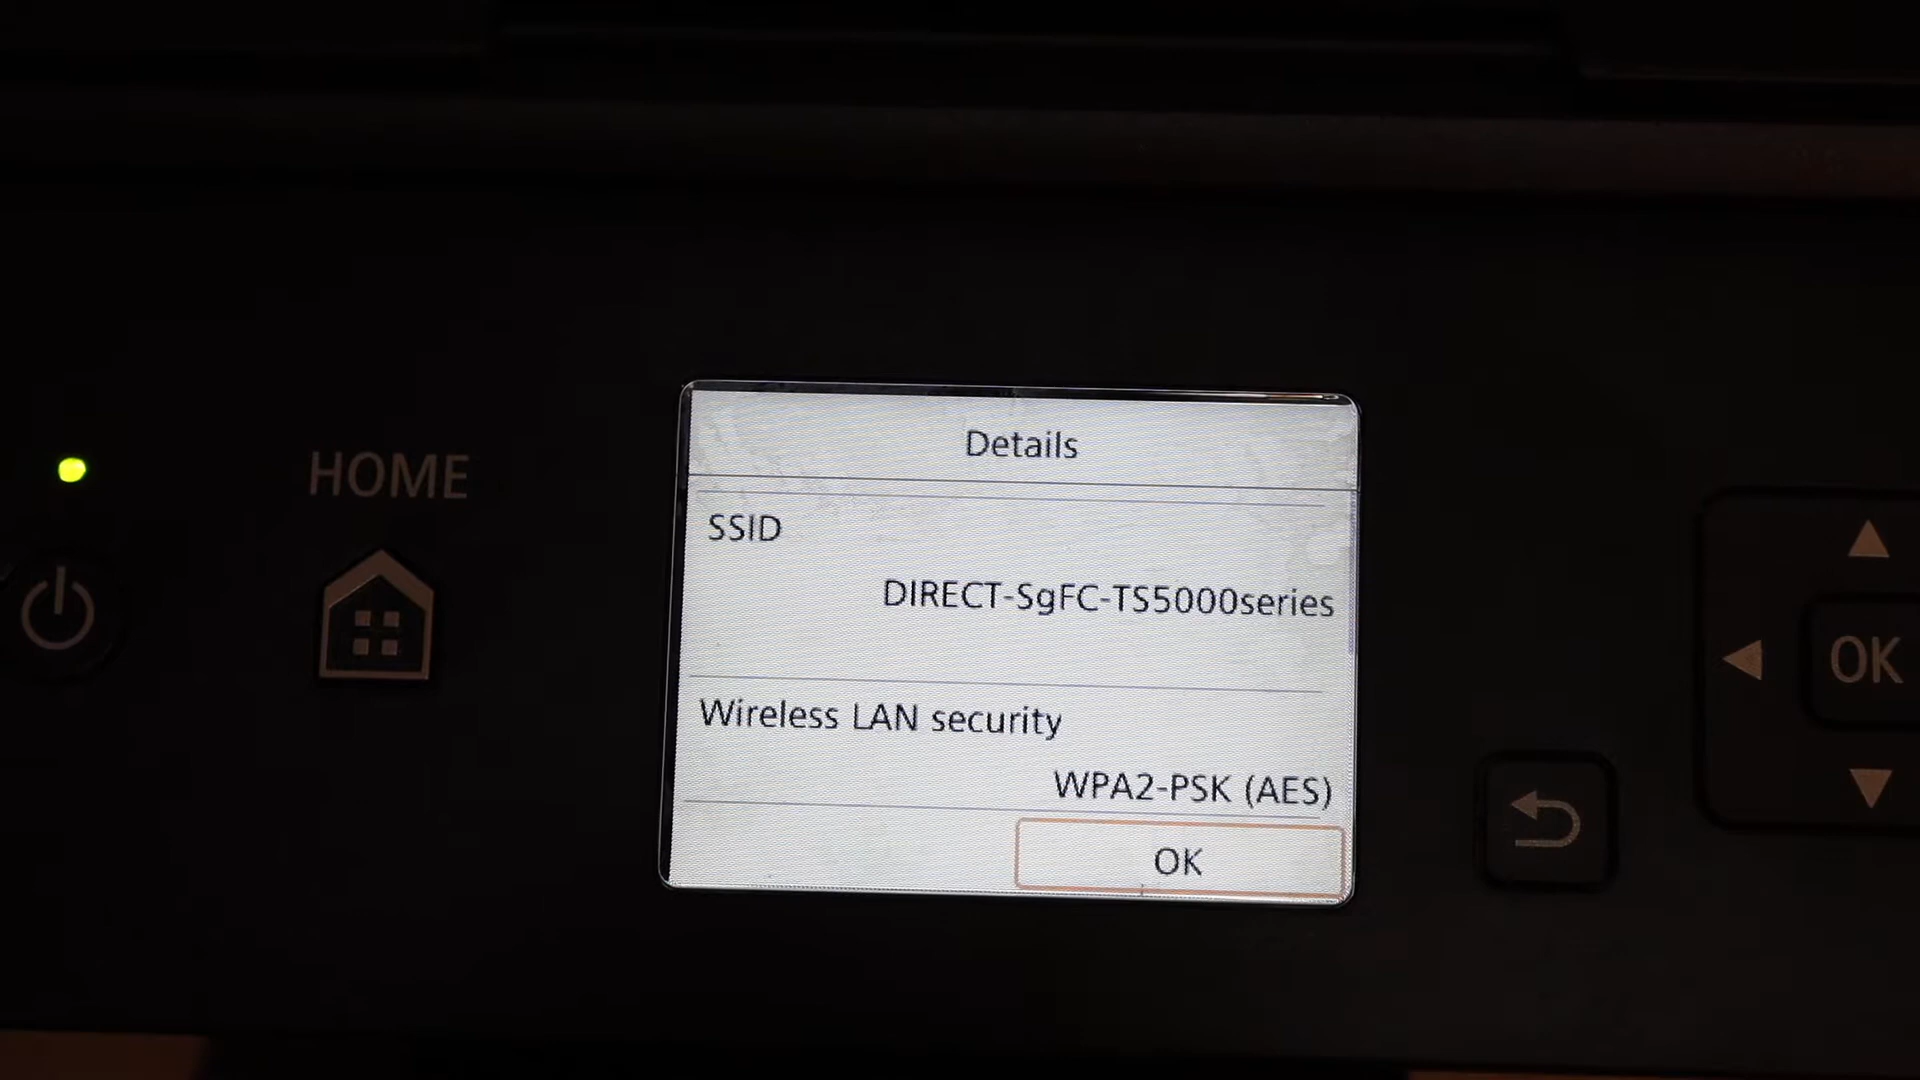 Details
HOME
SSID
DIRECT-SgFC-TS5000series
OK
Wireless LAN security
WPA2-PSK (AES)
OK